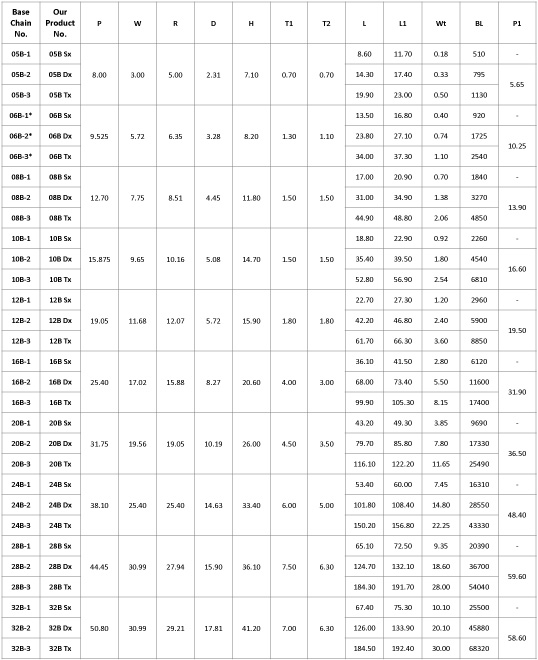 Base Chain No. Our Product No. P W R D H T1 T2 L L1 Wt BL P1
05B-1 05B Sx 8.60 11.70 0.18 510 -
05B-2 05B Dx 8.00 3.00 5.00 2.31 7.10 0.70 0.70 14.30 17.40 0.33 795 5.65
05B-3 05B Tx 19.90 23.00 0.50 1130
06B-1* 06B Sx 13.50 16.80 0.40 920 -
06B-2* 06B Dx 9.525 5.72 6.35 3.28 8.20 1.30 1.10 23.80 27.10 0.74 1725 10.25
06B-3* 06B Tx 34.00 37.30 1.10 2540
08B-1 08B Sx 17.00 20.90 0.70 1840 -
08B-2 08B Dx 12.70 7.75 8.51 4.45 11.80 1.50 1.50 31.00 34.90 1.38 3270 13.90
08B-3 08B Tx 44.90 48.80 2.06 4850
10B-1 10B Sx 18.80 22.90 0.92 2260 -
10B-2 10B Dx 15.875 9.65 10.16 5.08 14.70 1.50 1.50 35.40 39.50 1.80 4540 16.60
10B-3 10B Tx 52.80 56.90 2.54 6810
12B-1 12B Sx 22.70 27.30 1.20 2960 -
12B-2 12B Dx 19.05 11.68 12.07 5.72 15.90 1.80 1.80 42.20 46.80 2.40 5900 19.50
12B-3 12B Tx 61.70 66.30 3.60 8850
16B-1 16B Sx 36.10 41.50 2.80 6120 -
16B-2 16B Dx 25.40 17.02 15.88 8.27 20.60 4.00 3.00 68.00 73.40 5.50 11600 31.90
16B-3 16B Tx 99.90 105.30 8.15 17400
20B-1 20B Sx 43.20 49.30 3.85 9690 -
20B-2 20B Dx 31.75 19.56 19.05 10.19 26.00 4.50 3.50 79.70 85.80 7.80 17330 36.50
20B-3 20B Tx 116.10 122.20 11.65 25490
24B-1 24B Sx 53.40 60.00 7.45 16310 -
24B-2 24B Dx 38.10 25.40 25.40 14.63 33.40 6.00 5.00 101.80 108.40 14.80 28550 48.40
24B-3 24B Tx 150.20 156.80 22.25 43330
28B-1 28B Sx 65.10 72.50 9.35 20390 -
28B-2 28B Dx 44.45 30.99 27.94 15.90 36.10 7.50 6.30 124.70 132.10 18.60 36700 59.60
28B-3 28B Tx 184.30 191.70 28.00 54040
32B-1 32B Sx 67.40 75.30 10.10 25500 -
32B-2 32B Dx 50.80 30.99 29.21 17.81 41.20 7.00 6.30 126.00 133.90 20.10 45880 58.60
32B-3 32B Tx 184.50 192.40 30.00 68320